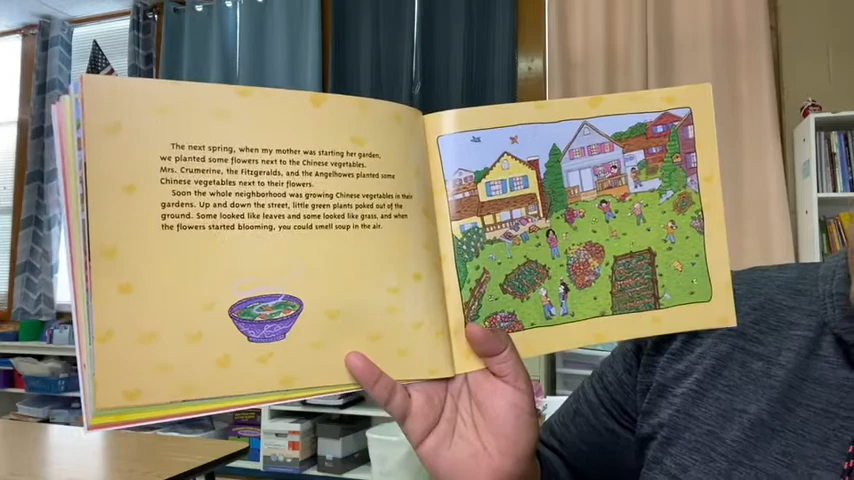 The next spring, when my mother was starting her garden,
we planted some flowers next to the Chinese vegetables.
Mrs. Crumerine, the Fitzgeralds, and the Angelhowes planted some
Chinese vegetables next to their flowers.
Soon the whole neighborhood was growing Chinese vegetables in their
gardens. Up and down the street, little green plants poked out of the
ground. Some looked like leaves and some looked like grass, and when
the flowers started blooming, you could smell soup in the air.